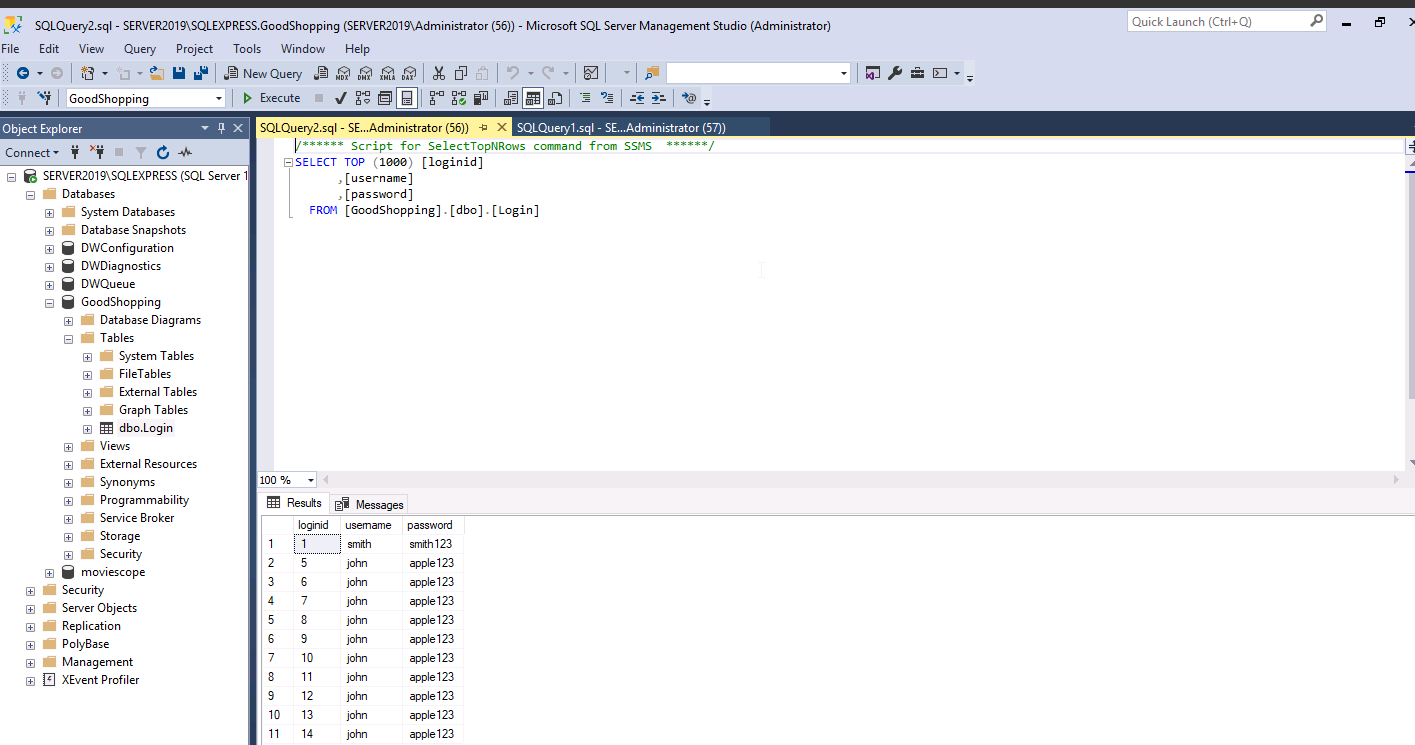 SQLQuery2.sql - SERVER2019\SQLEXPRESS.GoodShopping (SERVER2019\Administrator (56)) - Microsoft SQL Server Management Studio (Administrator)
Quick Launch (Ctrl+Q)
File Edit View Query Project Tools Window Help
New Query MDX DMX XMLA DAX
GoodShopping Execute
Object Explorer
SQLQuery2.sql - SE...Administrator (56)) SQLQuery1.sql - SE...Administrator (57))
Connect
SERVER2019\SQLEXPRESS (SQL Server 1
Databases
System Databases
Database Snapshots
DWConfiguration
DWDiagnostics
DWQueue
GoodShopping
Database Diagrams
Tables
System Tables
FileTables
External Tables
Graph Tables
dbo.Login
Views
External Resources
Synonyms
Programmability
Service Broker
Storage
Security
moviescope
Security
Server Objects
Replication
PolyBase
Management
XEvent Profiler
/****** Script for SelectTopNRows command from SSMS  ******/
SELECT TOP (1000) [loginid]
,[username]
,[password]
FROM [GoodShopping].[dbo].[Login]
100 %
Results Messages
loginid username password
1 1 smith smith123
2 5 john apple123
3 6 john apple123
4 7 john apple123
5 8 john apple123
6 9 john apple123
7 10 john apple123
8 11 john apple123
9 12 john apple123
10 13 john apple123
11 14 john apple123